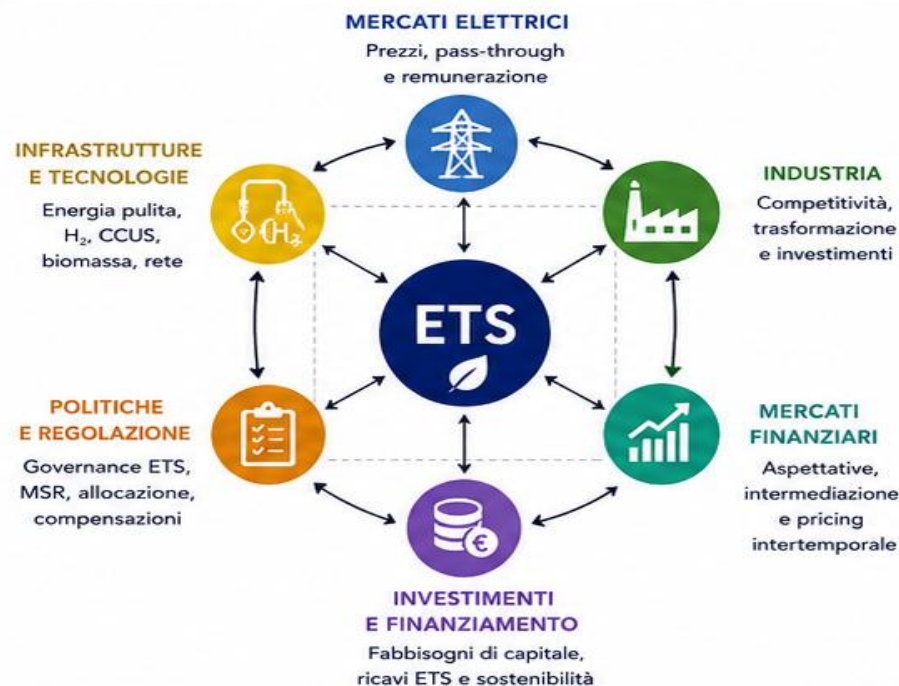 MERCATI ELETTRICI
Prezzi, pass-through
e remunerazione
INFRASTRUTTURE
E TECNOLOGIE
Energia pulita,
H₂, CCUS,
biomassa, rete
H₂
INDUSTRIA
Competitività,
trasformazione
e investimenti
ETS
POLITICHE
E REGOLAZIONE
Governance ETS,
MSR, allocazione,
compensazioni
MERCATI
FINANZIARI
Aspettative,
intermediazione
e pricing
intertemporale
€
INVESTIMENTI
E FINANZIAMENTO
Fabbisogni di capitale,
ricavi ETS e sostenibilità